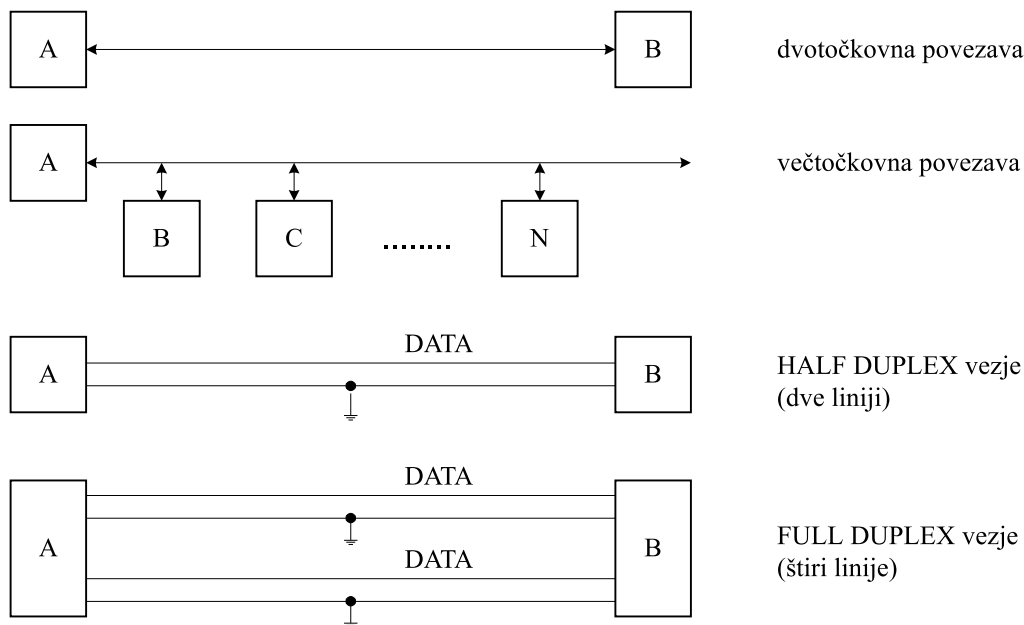 A
B
dvotočkovna povezava
A
večtočkovna povezava
B
C
........
N
DATA
A
B
HALF DUPLEX vezje
(dve liniji)
DATA
A
B
FULL DUPLEX vezje
(štiri linije)
DATA